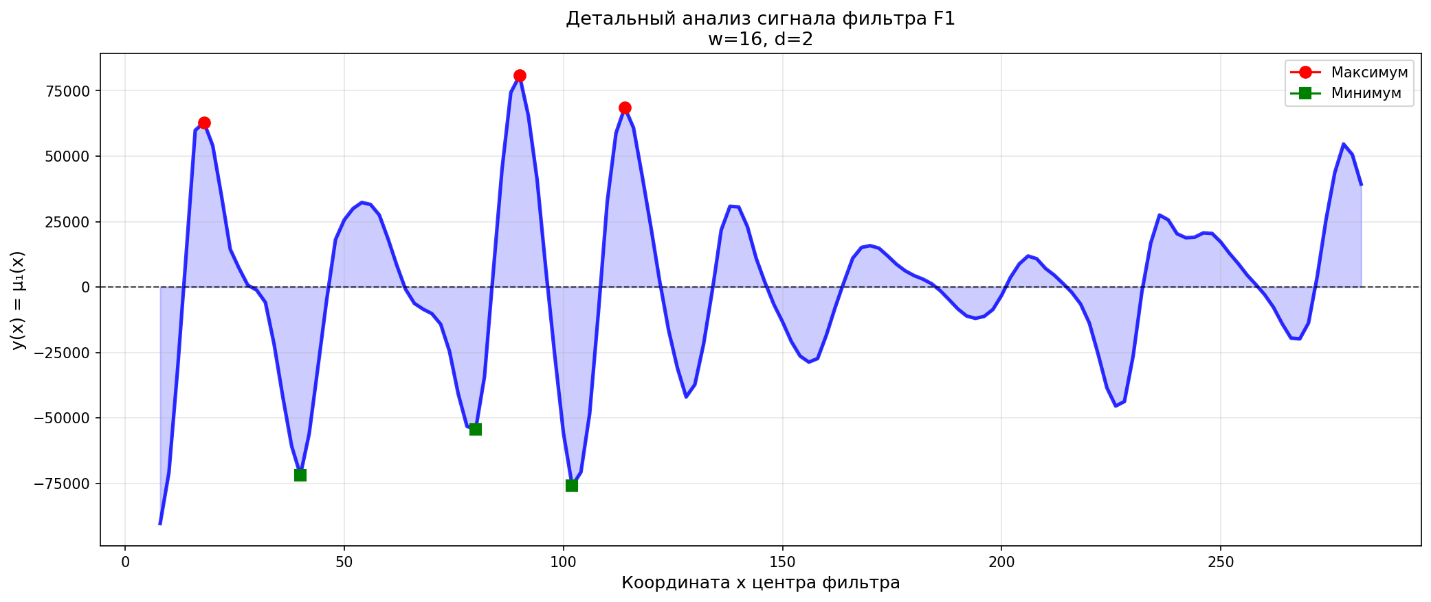 Детальный анализ сигнала фильтра F1
w=16, d=2
Максимум
Минимум
75000
50000
25000
0
−25000
−50000
−75000
y(x) = μ₁(x)
0
50
100
150
200
250
Координата x центра фильтра